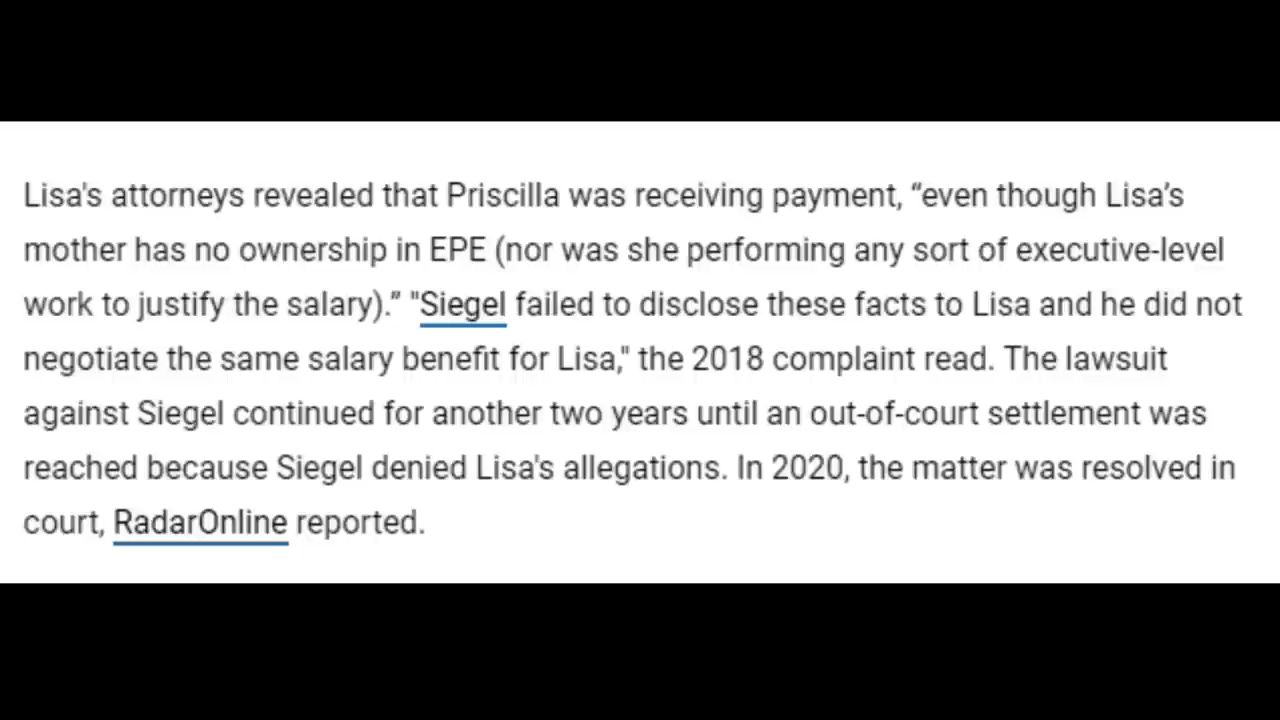 Lisa's attorneys revealed that Priscilla was receiving payment, “even though Lisa’s
mother has no ownership in EPE (nor was she performing any sort of executive-level
work to justify the salary).” "Siegel failed to disclose these facts to Lisa and he did not
negotiate the same salary benefit for Lisa," the 2018 complaint read. The lawsuit
against Siegel continued for another two years until an out-of-court settlement was
reached because Siegel denied Lisa's allegations. In 2020, the matter was resolved in
court, RadarOnline reported.